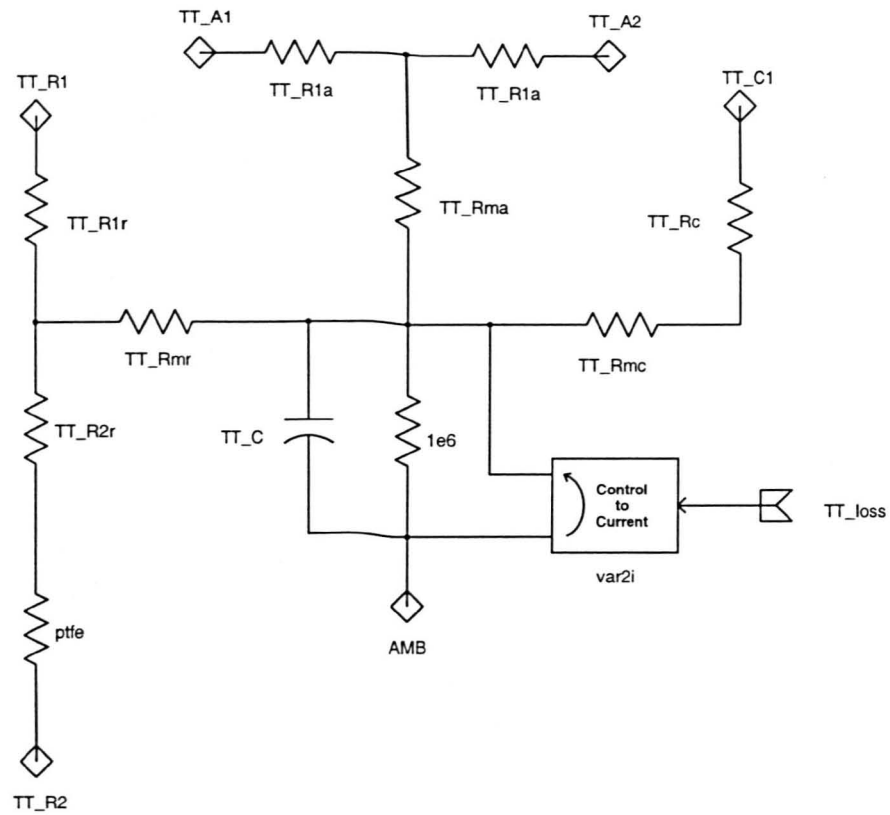 TT_A1
TT_A2
TT_R1
TT_R1a
TT_R1a
TT_C1
TT_R1r
TT_Rma
TT_Rc
TT_Rmr
TT_Rmc
TT_R2r
TT_C
1e6
Control
to
Current
TT_loss
var2i
ptfe
AMB
TT_R2